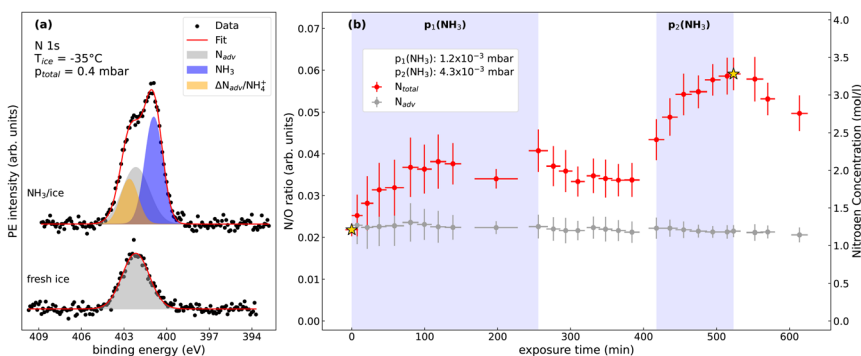 (a)
N 1s
T_ice = -35°C
p_total = 0.4 mbar
Data
Fit
N_adv
NH₃
ΔN_adv/NH₄⁺
NH₃/ice
fresh ice
PE intensity (arb. units)
409 406 403 400 397 394
binding energy (eV)
(b)
p₁(NH₃)
p₂(NH₃)
p₁(NH₃): 1.2x10⁻³ mbar
p₂(NH₃): 4.3x10⁻³ mbar
N_total
N_adv
N/O ratio (arb. units)
0.07
0.06
0.05
0.04
0.03
0.02
0.01
0.00
0 100 200 300 400 500 600
exposure time (min)
4.0
3.5
3.0
2.5
2.0
1.5
1.0
0.5
0.0
Nitrogen Concentration (mol/l)